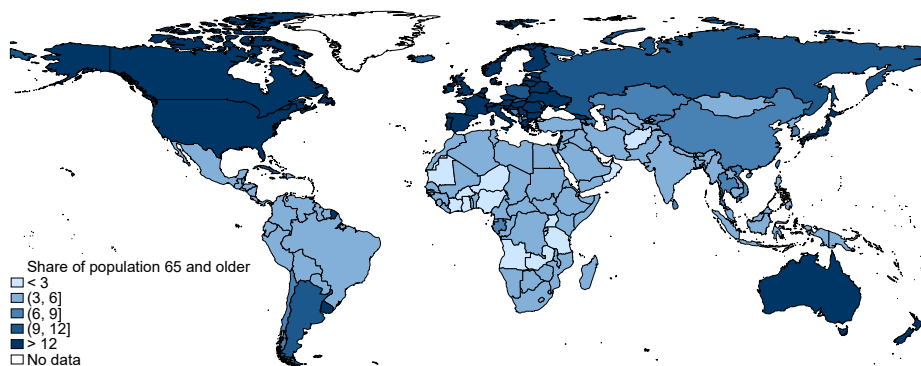 Share of population 65 and older
< 3
(3, 6]
(6, 9]
(9, 12]
> 12
No data